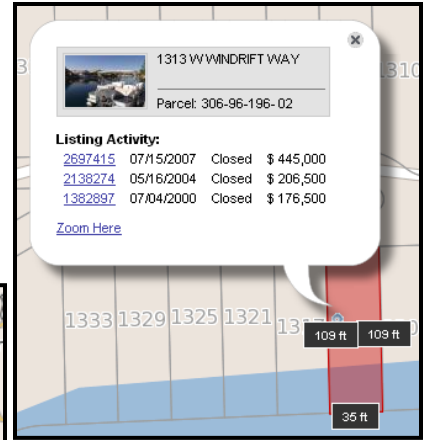 1313 W WINDRIFT WAY
1310
Parcel: 306-96-196- 02
Listing Activity:
2697415 07/15/2007 Closed $ 445,000
2138274 05/16/2004 Closed $ 206,500
1382897 07/04/2000 Closed $ 176,500
Zoom Here
1333 1329 1325 1321
109 ft 109 ft
35 ft